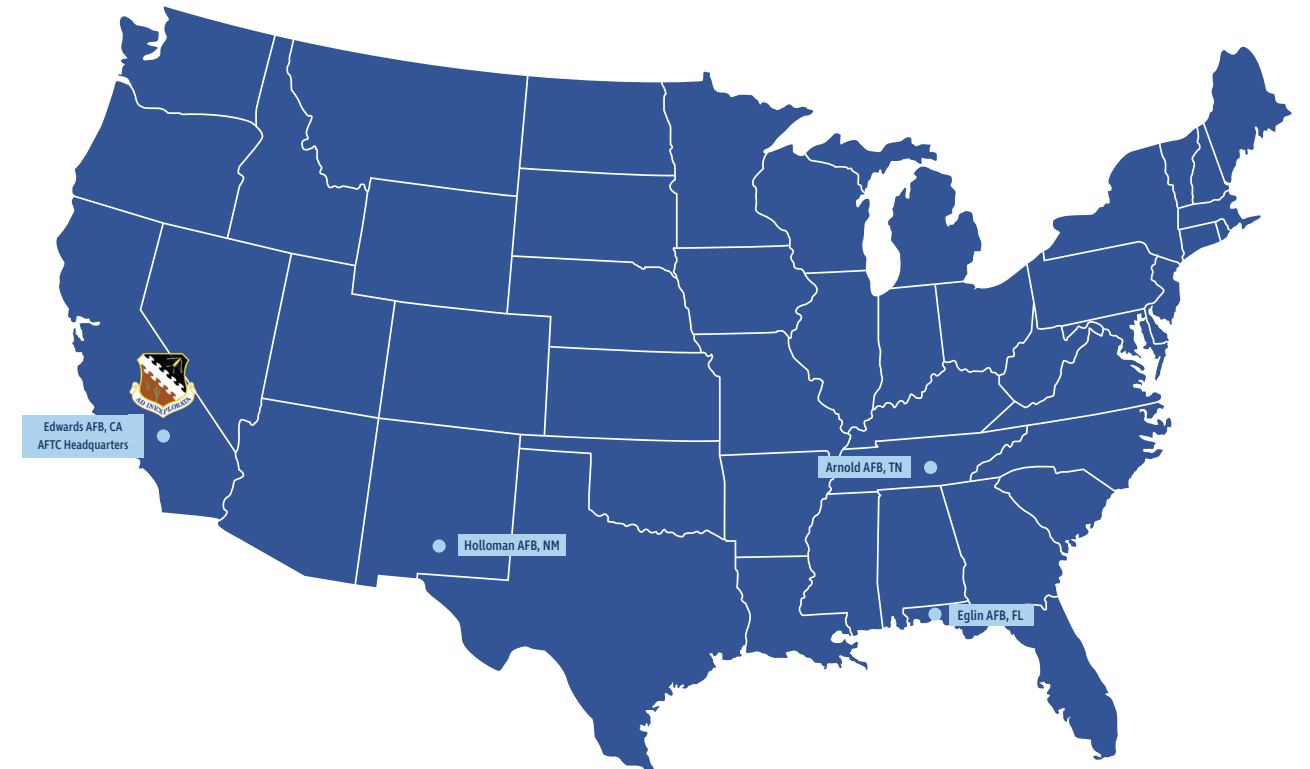 AD INEXPLORATA
Edwards AFB, CA
AFTC Headquarters
Arnold AFB, TN
Holloman AFB, NM
Eglin AFB, FL